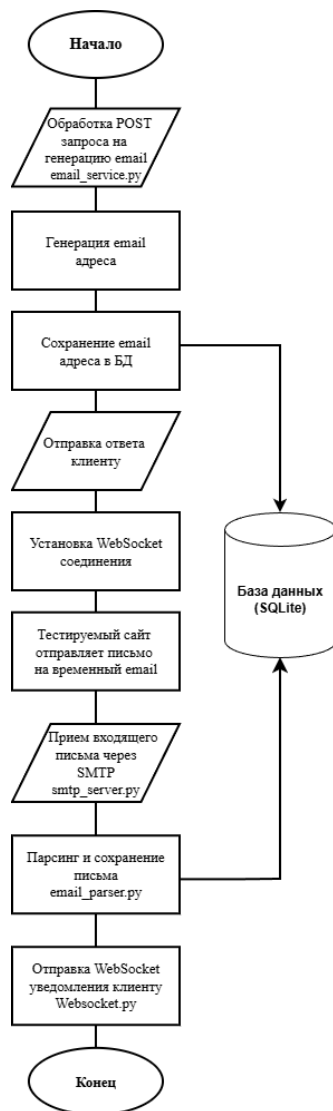 Начало
Обработка POST
запроса на
генерацию email
email_service.py
Генерация email
адреса
Сохранение email
адреса в БД
Отправка ответа
клиенту
Установка WebSocket
соединения
База данных
(SQLite)
Тестируемый сайт
отправляет письмо
на временный email
Прием входящего
письма через
SMTP
smtp_server.py
Парсинг и сохранение
письма
email_parser.py
Отправка WebSocket
уведомления клиенту
Websocket.py
Конец